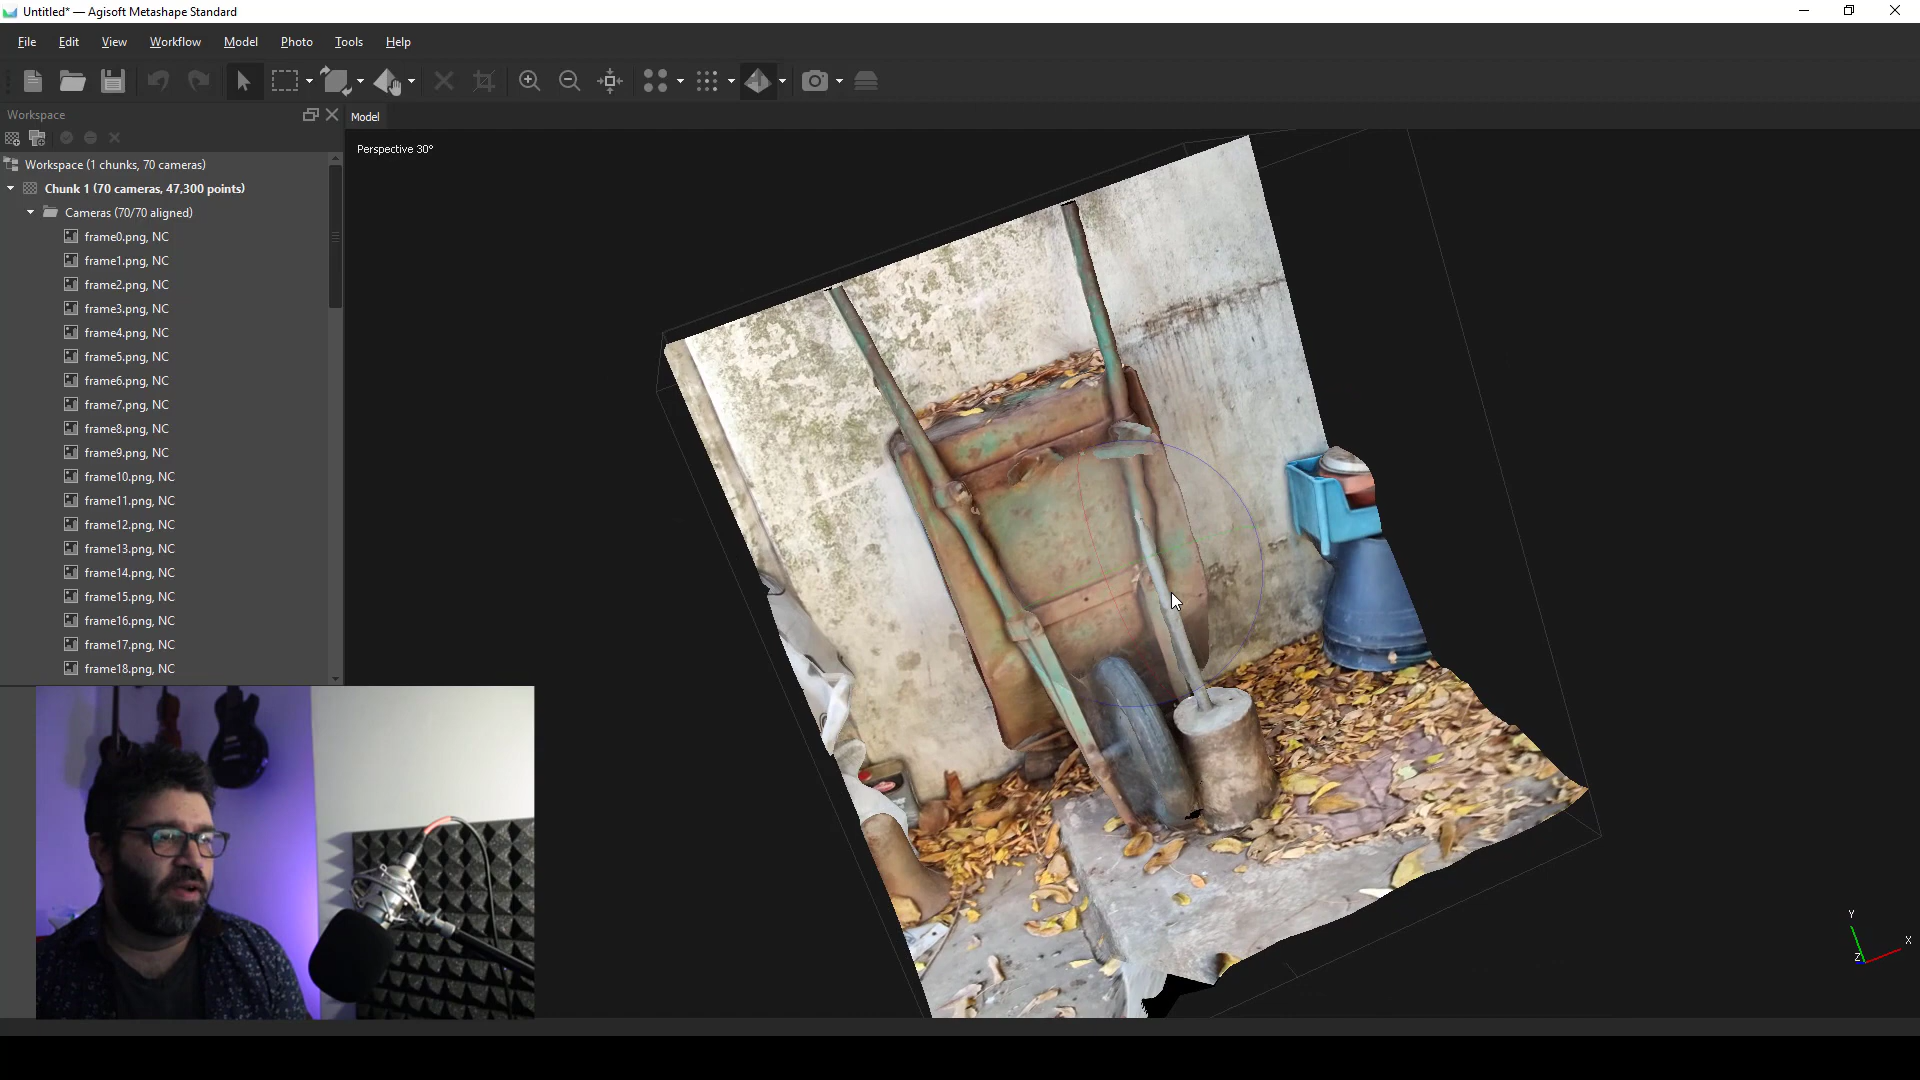 Untitled* — Agisoft Metashape Standard
File Edit View Workflow Model Photo Tools Help
Workspace
Model
Perspective 30°
Workspace (1 chunks, 70 cameras)
Chunk 1 (70 cameras, 47,300 points)
Cameras (70/70 aligned)
frame0.png, NC
frame1.png, NC
frame2.png, NC
frame3.png, NC
frame4.png, NC
frame5.png, NC
frame6.png, NC
frame7.png, NC
frame8.png, NC
frame9.png, NC
frame10.png, NC
frame11.png, NC
frame12.png, NC
frame13.png, NC
frame14.png, NC
frame15.png, NC
frame16.png, NC
frame17.png, NC
frame18.png, NC
Y
X
Z